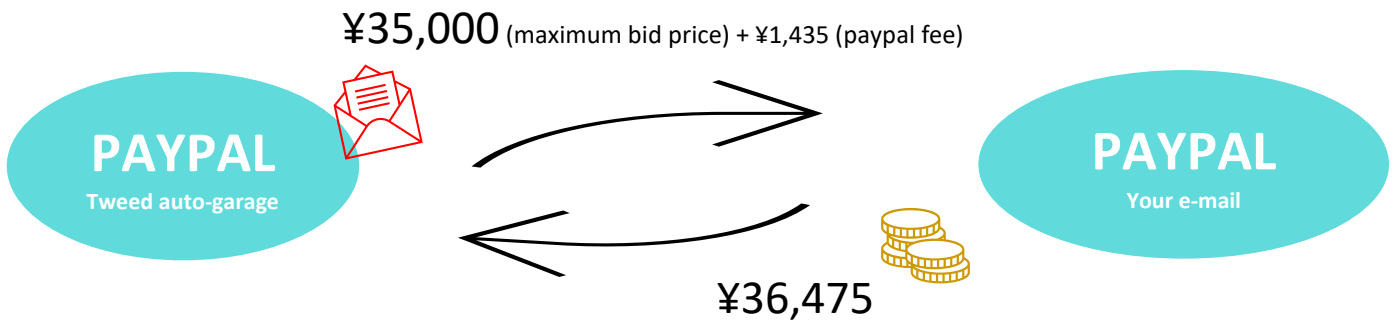 ¥35,000 (maximum bid price) + ¥1,435 (paypal fee)
PAYPAL
Tweed auto-garage
PAYPAL
Your e-mail
¥36,475